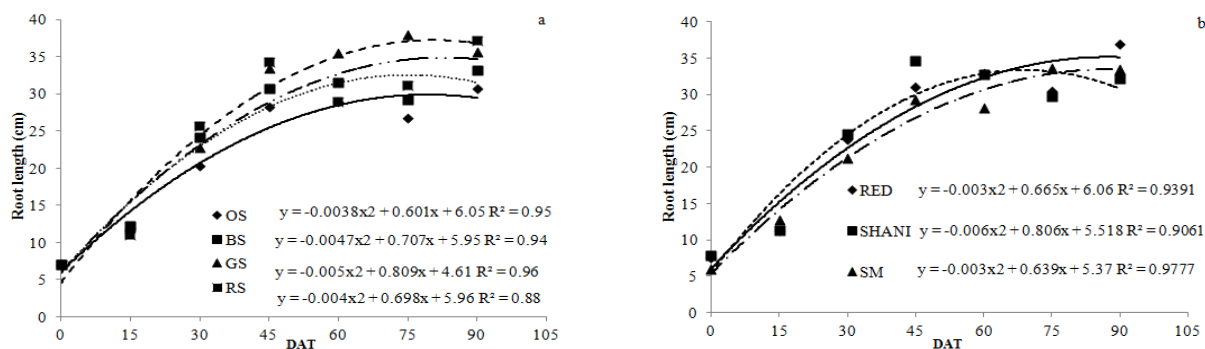 a
40
35
30
25
20
15
10
5
0
Root length (cm)
OS y = -0.0038x2 + 0.601x + 6.05 R² = 0.95
BS y = -0.0047x2 + 0.707x + 5.95 R² = 0.94
GS y = -0.005x2 + 0.809x + 4.61 R² = 0.96
RS y = -0.004x2 + 0.698x + 5.96 R² = 0.88
0 15 30 45 60 75 90 105
DAT
b
40
35
30
25
20
15
10
5
0
Root length (cm)
RED y = -0.003x2 + 0.665x + 6.06 R² = 0.9391
SHANI y = -0.006x2 + 0.806x + 5.518 R² = 0.9061
SM y = -0.003x2 + 0.639x + 5.37 R² = 0.9777
0 15 30 45 60 75 90 105
DAT